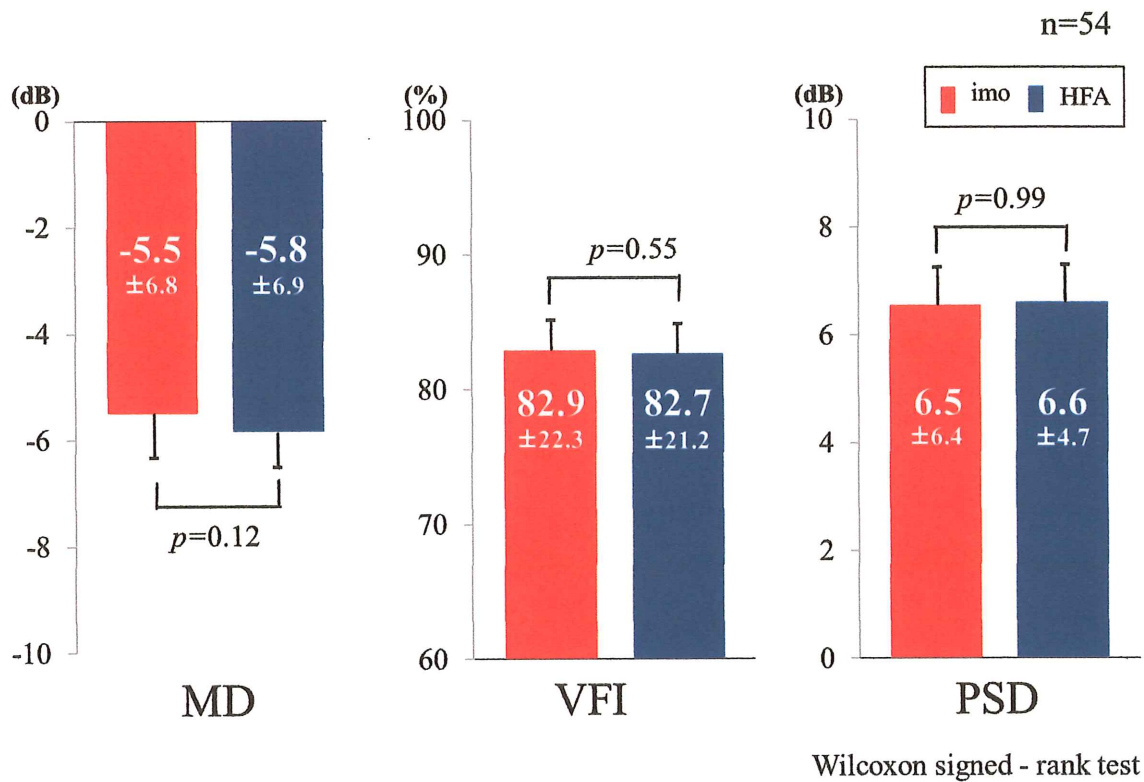 n=54
imo HFA
(dB)
0
-2
-4
-6
-8
-10
-5.5
±6.8
-5.8
±6.9
p=0.12
MD
(%)
100
90
80
70
60
p=0.55
82.9
±22.3
82.7
±21.2
VFI
(dB)
10
8
6
4
2
0
p=0.99
6.5
±6.4
6.6
±4.7
PSD
Wilcoxon signed - rank test